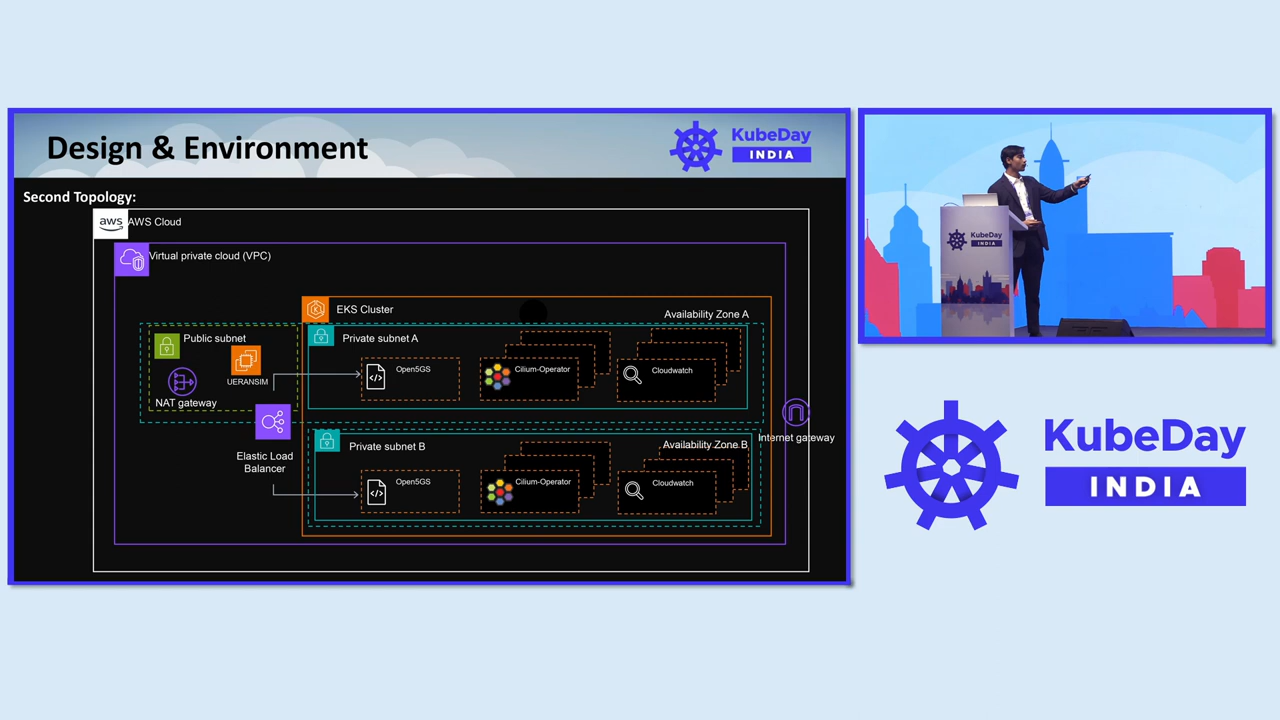 Design & Environment
KubeDay
INDIA
Second Topology:
aws
AWS Cloud
Virtual private cloud (VPC)
EKS Cluster
Availability Zone A
Public subnet
Private subnet A
UERANSIM
NAT gateway
Open5GS
Cilium-Operator
Cloudwatch
Elastic Load
Balancer
Internet gateway
Private subnet B
Availability Zone B
Open5GS
Cilium-Operator
Cloudwatch
KubeDay
INDIA
KubeDay
INDIA